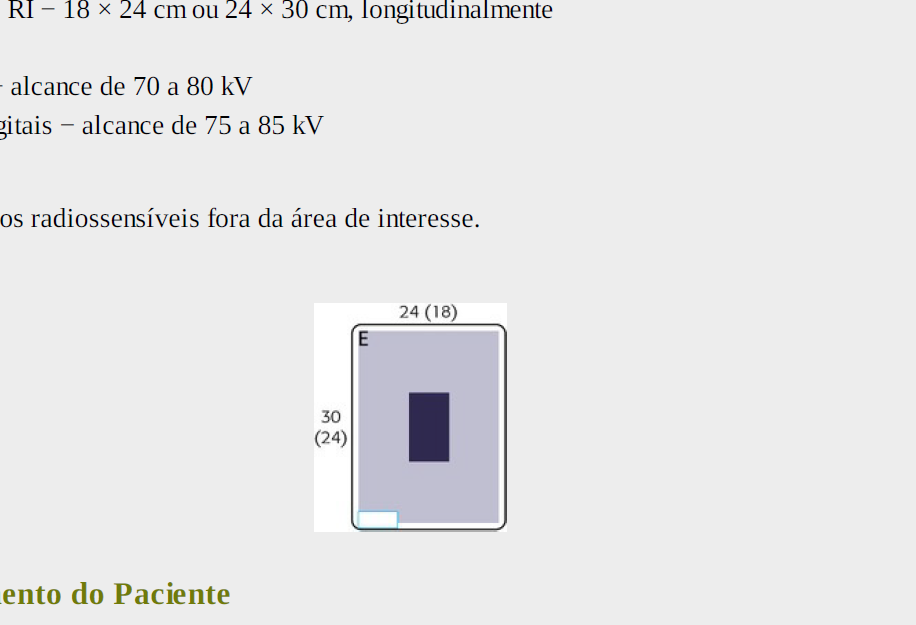 RI − 18 × 24 cm ou 24 × 30 cm, longitudinalmente
alcance de 70 a 80 kV
gitais − alcance de 75 a 85 kV
os radiossensíveis fora da área de interesse.
24 (18)
E
30
(24)
ento do Paciente